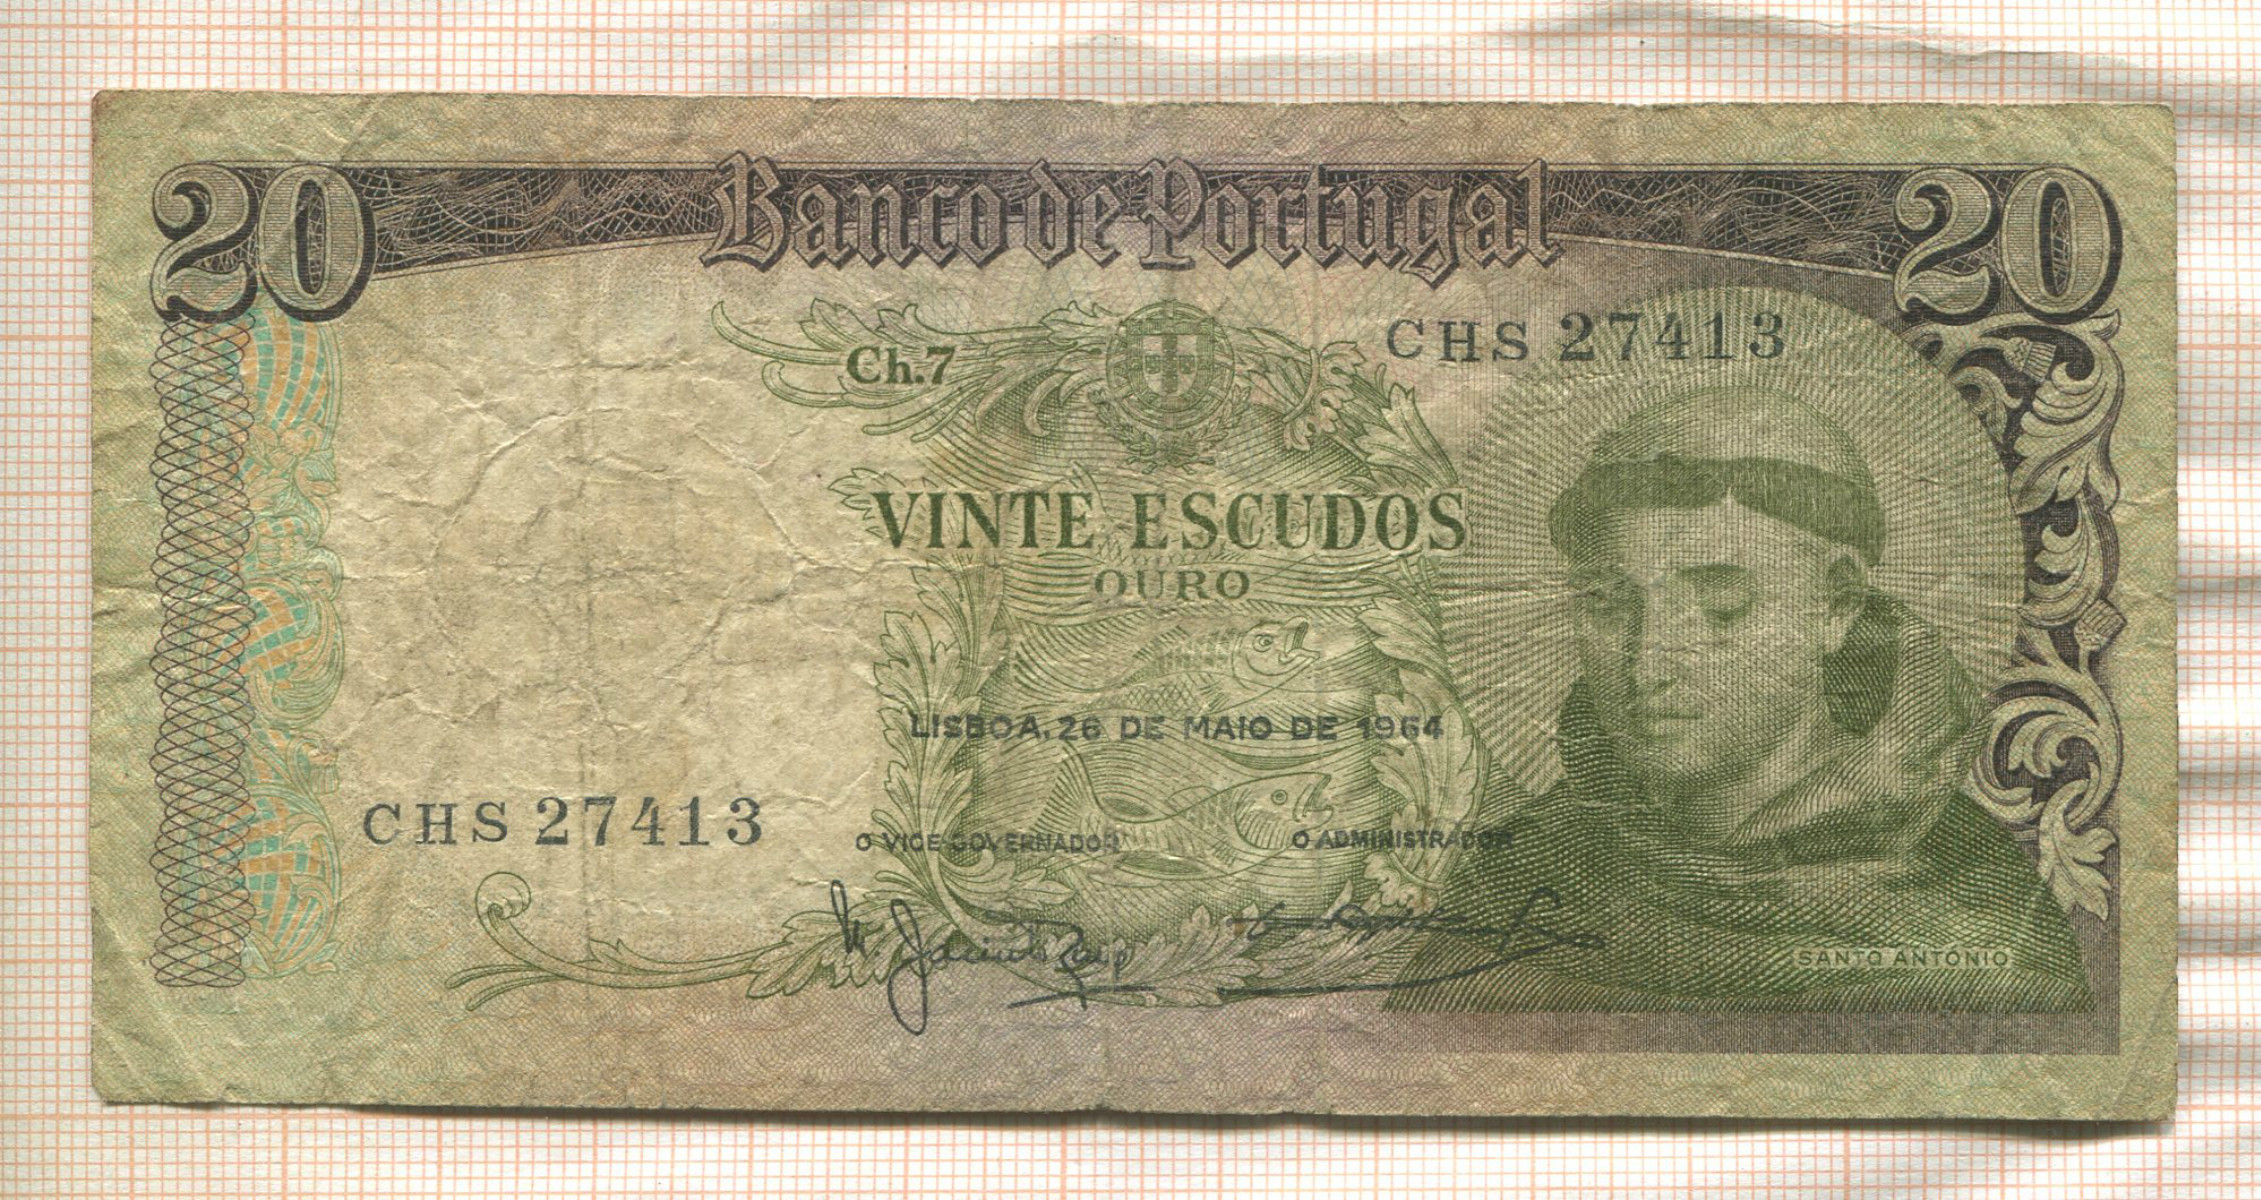 20 Banco de Portugal 20
Ch.7
CHS 27413
VINTE ESCUDOS
OURO
LISBOA, 26 DE MAIO DE 1964
CHS 27413
O VICE-GOVERNADOR
O ADMINISTRADOR
SANTO ANTÓNIO